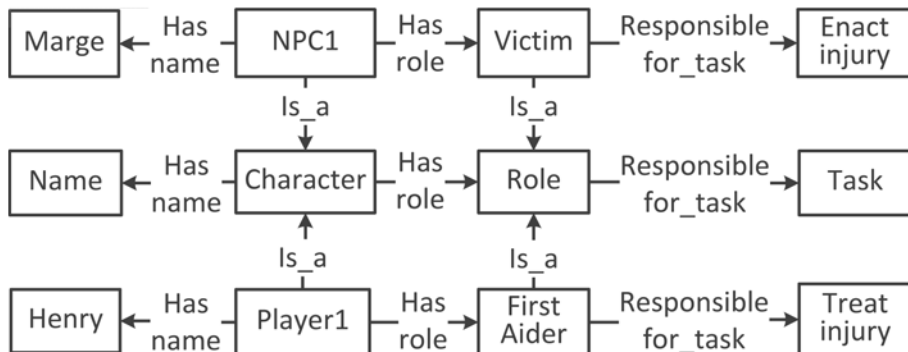 Marge
Has
name
NPC1
Has
role
Victim
Responsible
for_task
Enact
injury
Is_a
Is_a
Name
Has
name
Character
Has
role
Role
Responsible
for_task
Task
Is_a
Is_a
Henry
Has
name
Player1
Has
role
First
Aider
Responsible
for_task
Treat
injury